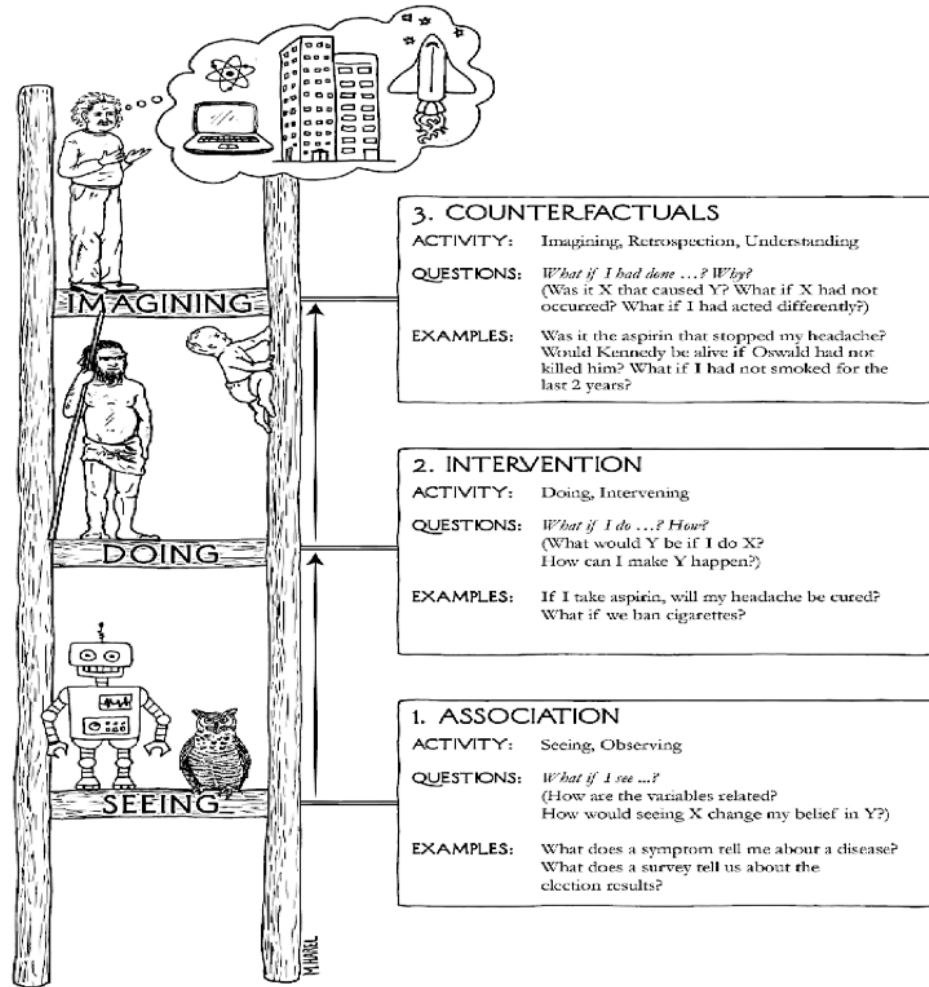 IMAGINING
DOING
SEEING
M.HAREL
3. COUNTERFACTUALS
ACTIVITY: Imagining, Retrospection, Understanding
QUESTIONS: What if I had done …? Why?
(Was it X that caused Y? What if X had not
occurred? What if I had acted differently?)
EXAMPLES: Was it the aspirin that stopped my headache?
Would Kennedy be alive if Oswald had not
killed him? What if I had not smoked for the
last 2 years?
2. INTERVENTION
ACTIVITY: Doing, Intervening
QUESTIONS: What if I do …? How?
(What would Y be if I do X?
How can I make Y happen?)
EXAMPLES: If I take aspirin, will my headache be cured?
What if we ban cigarettes?
1. ASSOCIATION
ACTIVITY: Seeing, Observing
QUESTIONS: What if I see ...?
(How are the variables related?
How would seeing X change my belief in Y?)
EXAMPLES: What does a symptom tell me about a disease?
What does a survey tell us about the
election results?